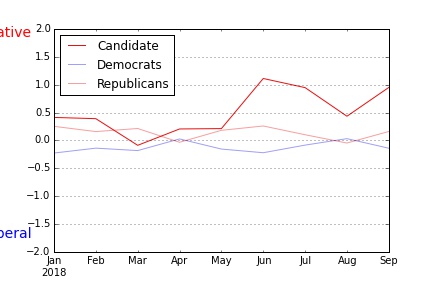 ative
2.0
Candidate
Democrats
Republicans
1.5
1.0
0.5
0.0
−0.5
−1.0
−1.5
beral
−2.0
Jan Feb Mar Apr May Jun Jul Aug Sep
2018